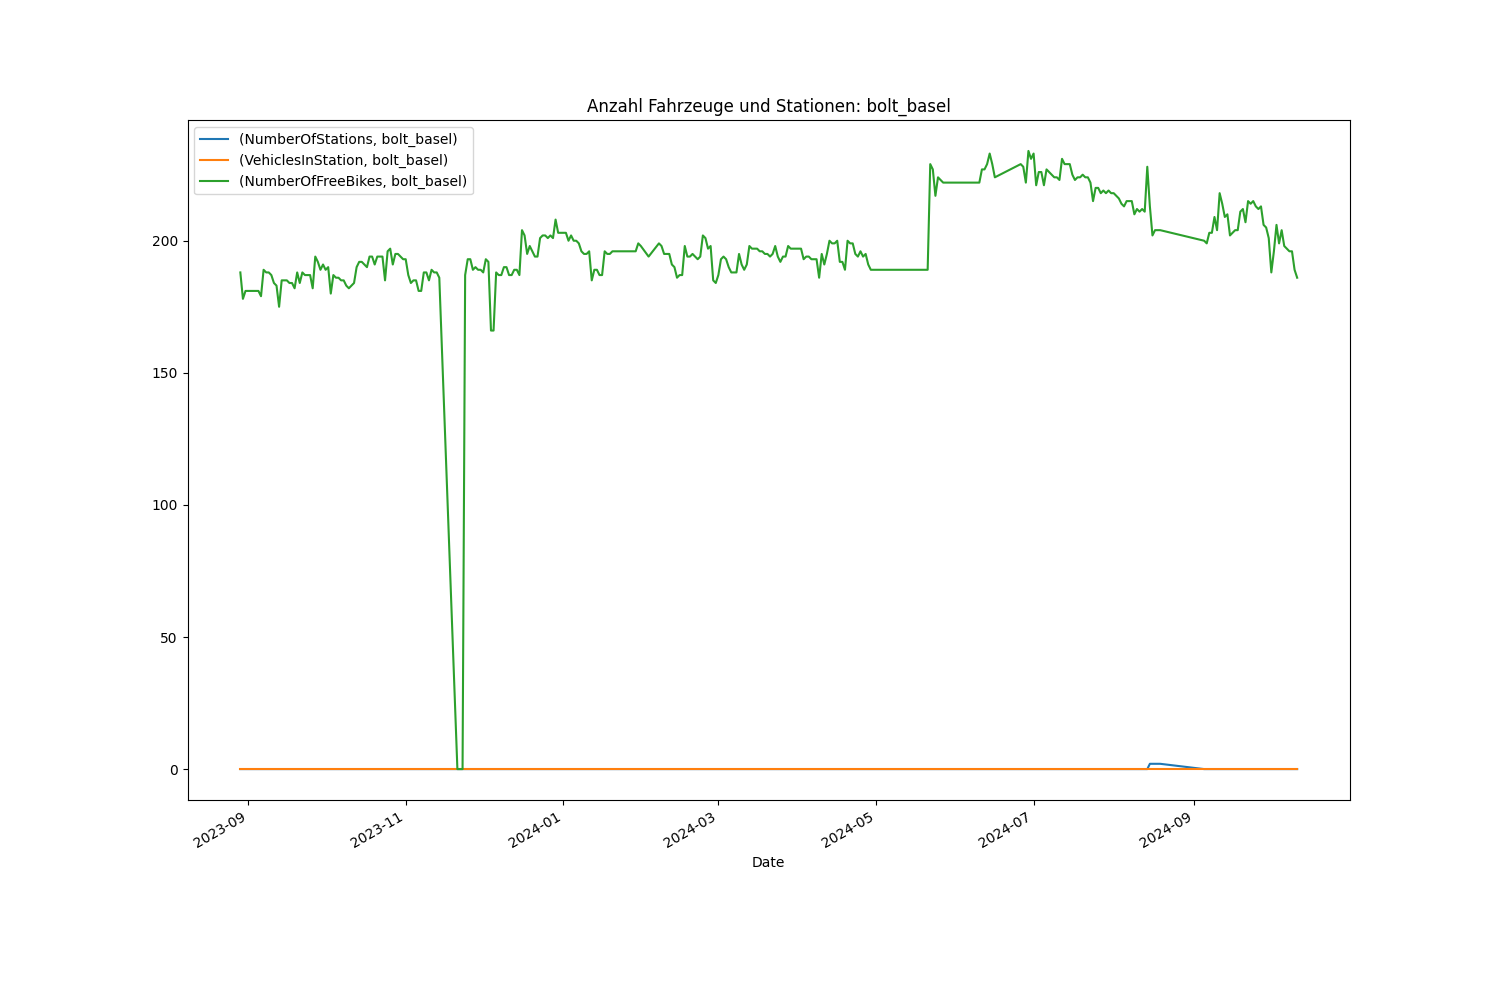 Anzahl Fahrzeuge und Stationen: bolt_basel
(NumberOfStations, bolt_basel)
(VehiclesInStation, bolt_basel)
(NumberOfFreeBikes, bolt_basel)
200
150
100
50
0
2023-09
2023-11
2024-01
2024-03
2024-05
2024-07
2024-09
Date